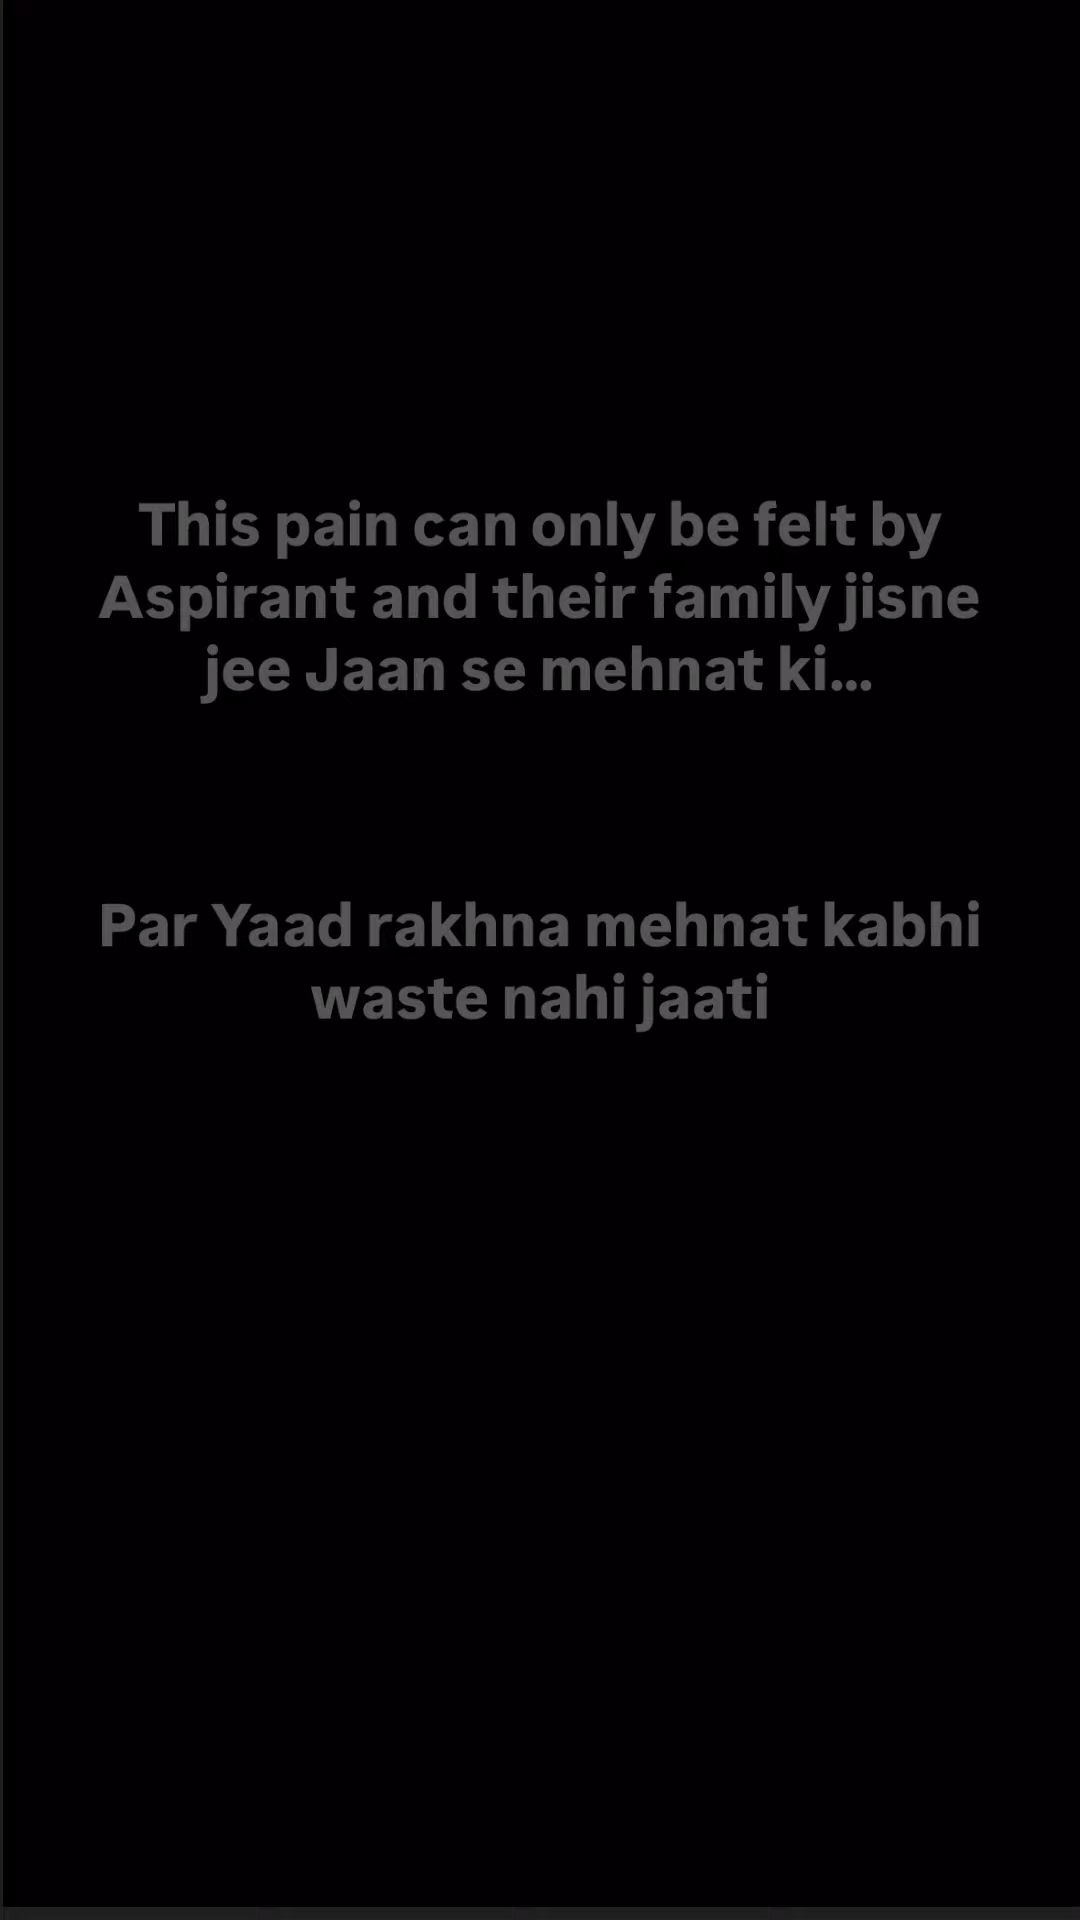 This pain can only be felt by
Aspirant and their family jisne
jee Jaan se mehnat ki...
Par Yaad rakhna mehnat kabhi
waste nahi jaati